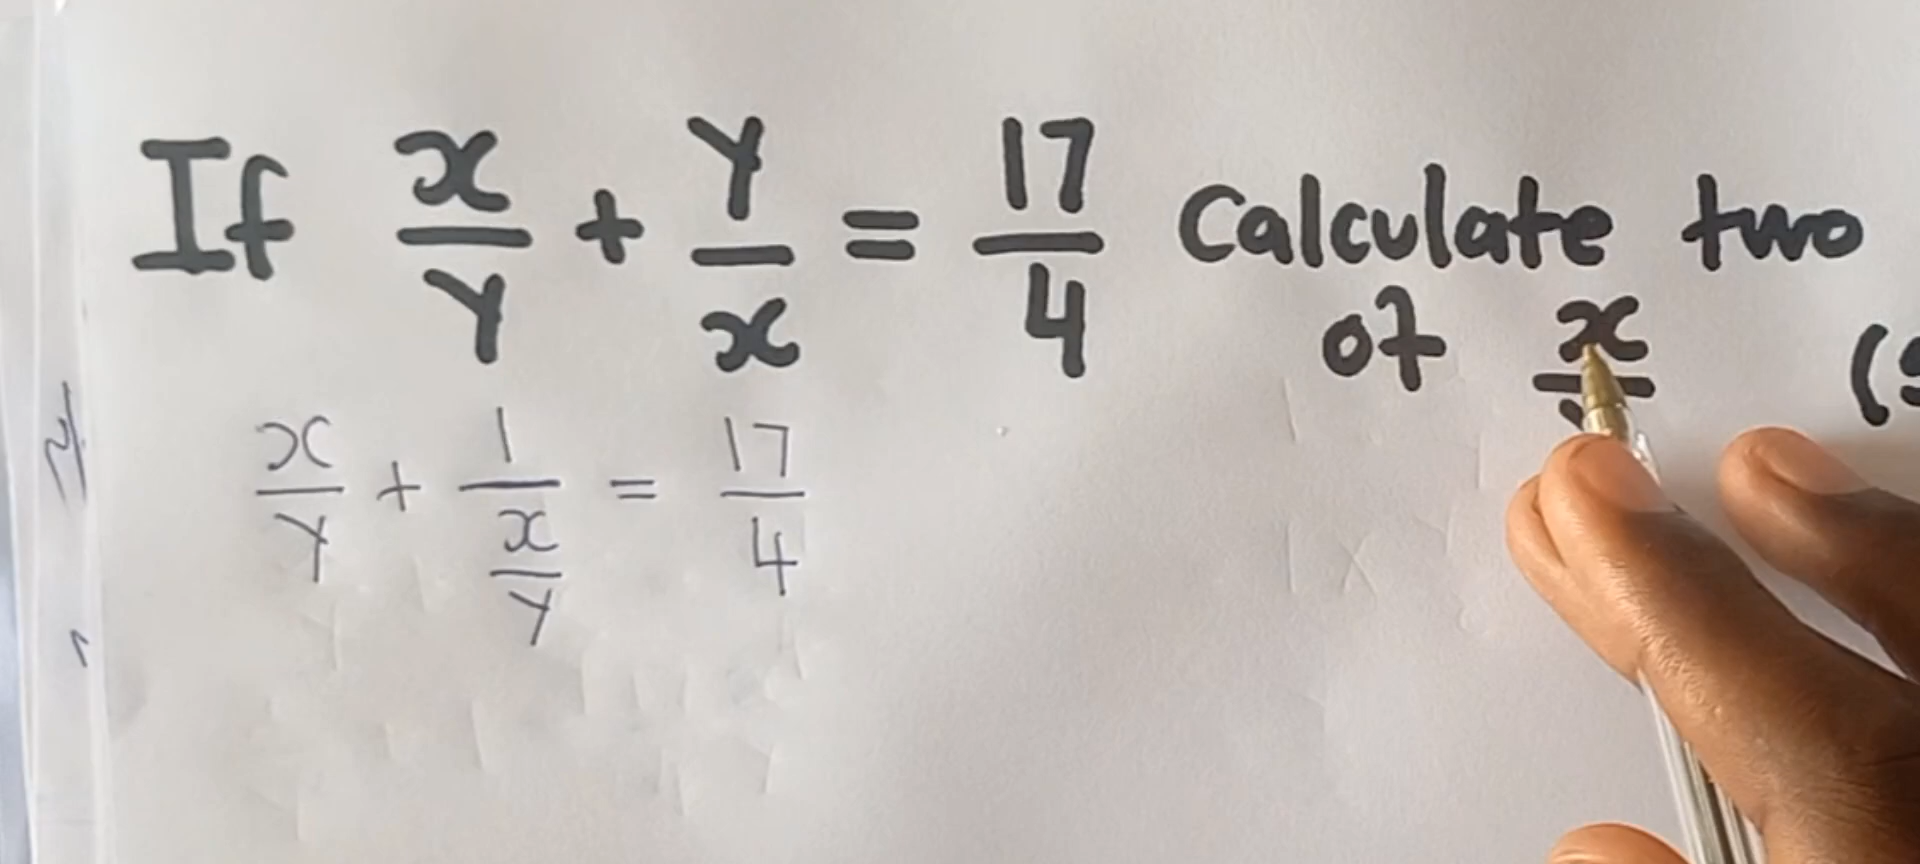 If x/Y + Y/x = 17/4 Calculate two
of x/
x/Y + 1/(x/Y) = 17/4